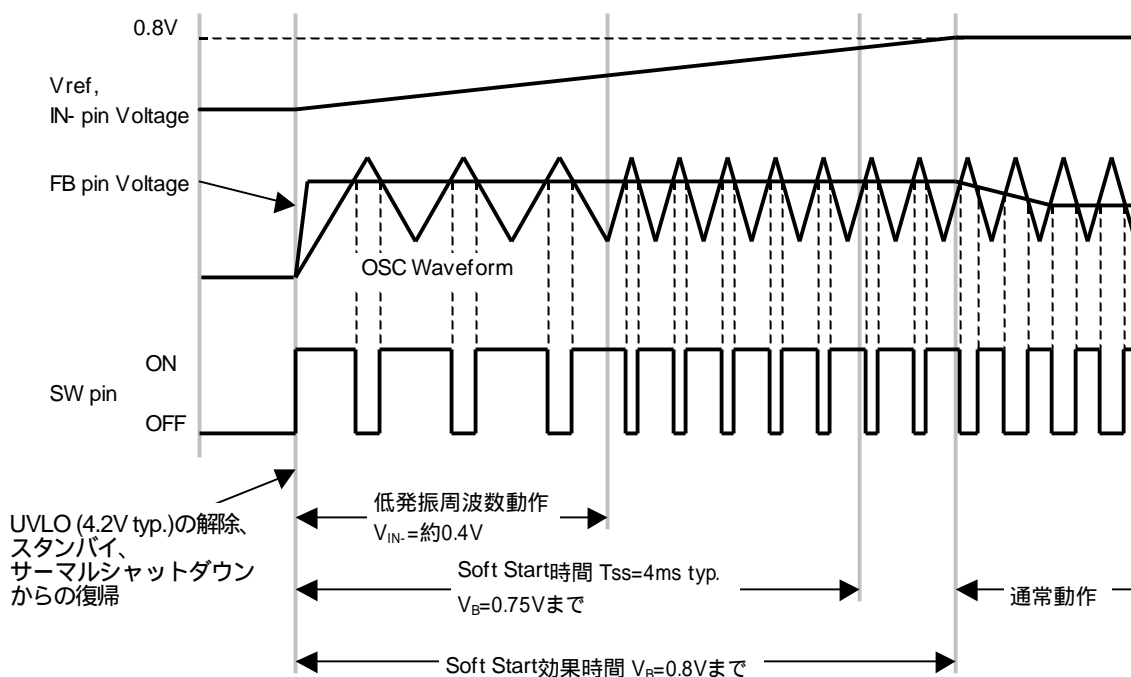 0.8V
Vref,
IN- pin Voltage
FB pin Voltage
OSC Waveform
ON
SW pin
OFF
UVLO (4.2V typ.)の解除、
スタンバイ、
サーマルシャットダウン
からの復帰
低発振周波数動作
VIN-=約0.4V
Soft Start時間 Tss=4ms typ.
VB=0.75Vまで
通常動作
Soft Start効果時間 VB=0.8Vまで